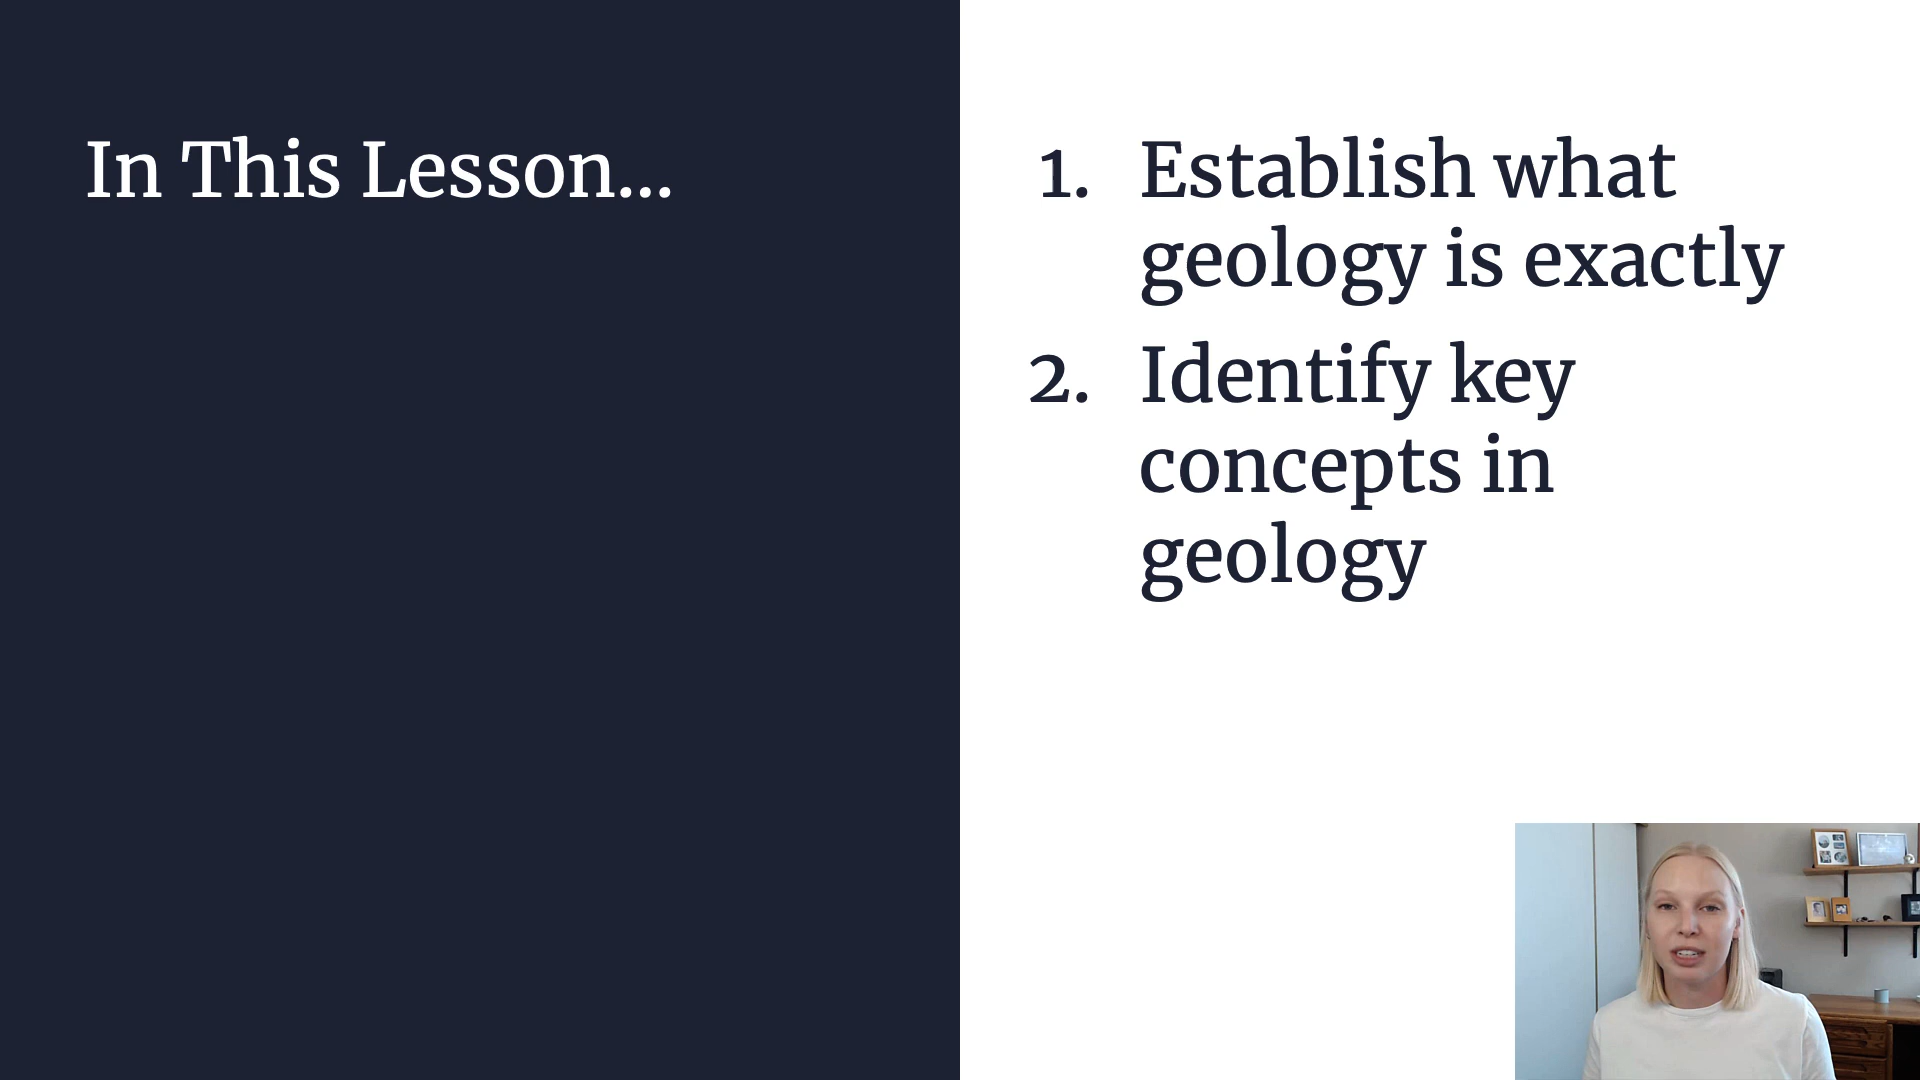 In This Lesson...
1. Establish what
geology is exactly
2. Identify key
concepts in
geology